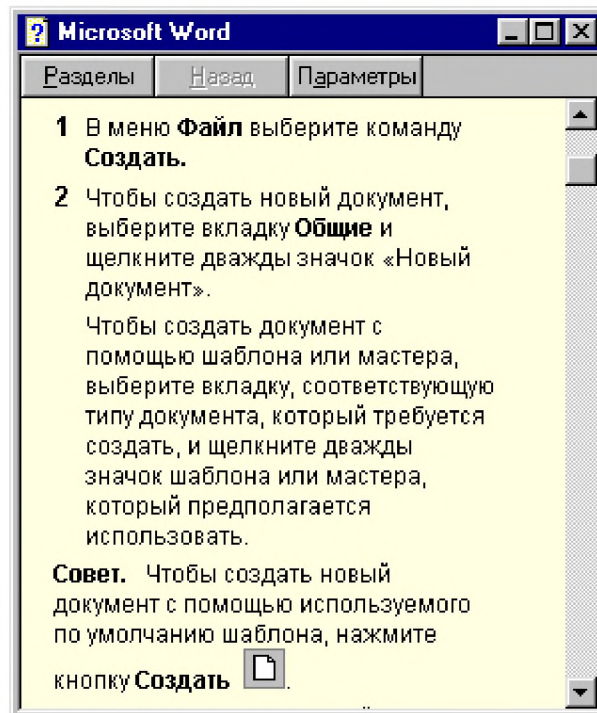 Microsoft Word
Разделы Назад Параметры
1 В меню Файл выберите команду
Создать.
2 Чтобы создать новый документ,
выберите вкладку Общие и
щелкните дважды значок «Новый
документ».
Чтобы создать документ с
помощью шаблона или мастера,
выберите вкладку, соответствующую
типу документа, который требуется
создать, и щелкните дважды
значок шаблона или мастера,
который предполагается
использовать.
Совет. Чтобы создать новый
документ с помощью используемого
по умолчанию шаблона, нажмите
кнопку Создать .